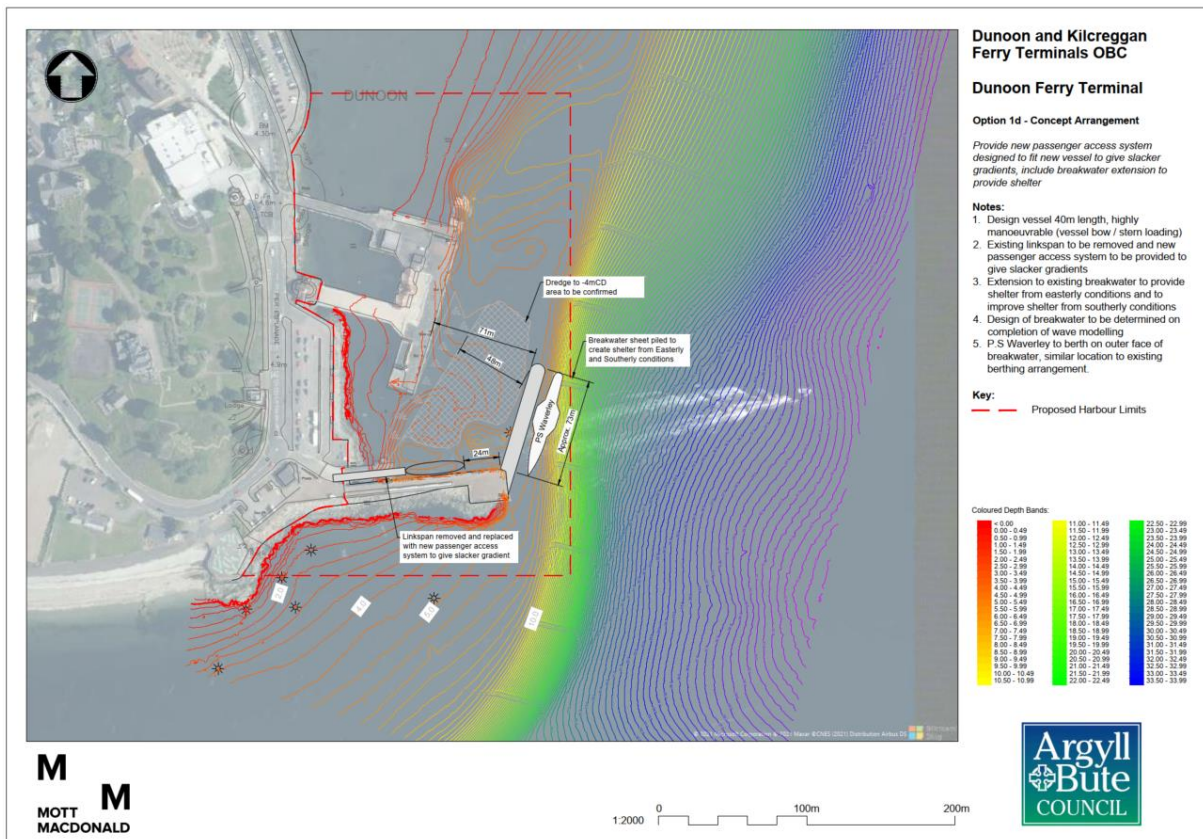 Dunoon and Kilcreggan
Ferry Terminals OBC
Dunoon Ferry Terminal
Option 1d - Concept Arrangement
Provide new passenger access system
designed to fit new vessel to give slacker
gradients, include breakwater extension to
provide shelter
Notes:
1. Design vessel 40m length, highly
manoeuvrable (vessel bow / stern loading)
2. Existing linkspan to be removed and new
passenger access system to be provided to
give slacker gradients
3. Extension to existing breakwater to provide
shelter from easterly conditions and to
improve shelter from southerly conditions
4. Design of breakwater to be determined on
completion of wave modelling
5. P.S Waverley to berth on outer face of
breakwater, similar location to existing
berthing arrangement.
Key:
Proposed Harbour Limits
DUNOON
Dredge to -4mCD
area to be confirmed
71m
48m
Breakwater sheet piled to
create shelter from Easterly
and Southerly conditions
PS Waverley
Approx. 73m
24m
Linkspan removed and replaced
with new passenger access
system to give slacker gradient
4.30m
4.9m
2.0
4.0
5.0
10.0
Coloured Depth Bands:
< 0.00
0.00 - 0.49
0.50 - 0.99
1.00 - 1.49
1.50 - 1.99
2.00 - 2.49
2.50 - 2.99
3.00 - 3.49
3.50 - 3.99
4.00 - 4.49
4.50 - 4.99
5.00 - 5.49
5.50 - 5.99
6.00 - 6.49
6.50 - 6.99
7.00 - 7.49
7.50 - 7.99
8.00 - 8.49
8.50 - 8.99
9.00 - 9.49
9.50 - 9.99
10.00 - 10.49
10.50 - 10.99
11.00 - 11.49
11.50 - 11.99
12.00 - 12.49
12.50 - 12.99
13.00 - 13.49
13.50 - 13.99
14.00 - 14.49
14.50 - 14.99
15.00 - 15.49
15.50 - 15.99
16.00 - 16.49
16.50 - 16.99
17.00 - 17.49
17.50 - 17.99
18.00 - 18.49
18.50 - 18.99
19.00 - 19.49
19.50 - 19.99
20.00 - 20.49
20.50 - 20.99
21.00 - 21.49
21.50 - 21.99
22.00 - 22.49
22.50 - 22.99
23.00 - 23.49
23.50 - 23.99
24.00 - 24.49
24.50 - 24.99
25.00 - 25.49
25.50 - 25.99
26.00 - 26.49
26.50 - 26.99
27.00 - 27.49
27.50 - 27.99
28.00 - 28.49
28.50 - 28.99
29.00 - 29.49
29.50 - 29.99
30.00 - 30.49
30.50 - 30.99
31.00 - 31.49
31.50 - 31.99
32.00 - 32.49
32.50 - 32.99
33.00 - 33.49
33.50 - 33.99
M
M
MOTT
MACDONALD
1:2000
0
100m
200m
Argyll
Bute
COUNCIL